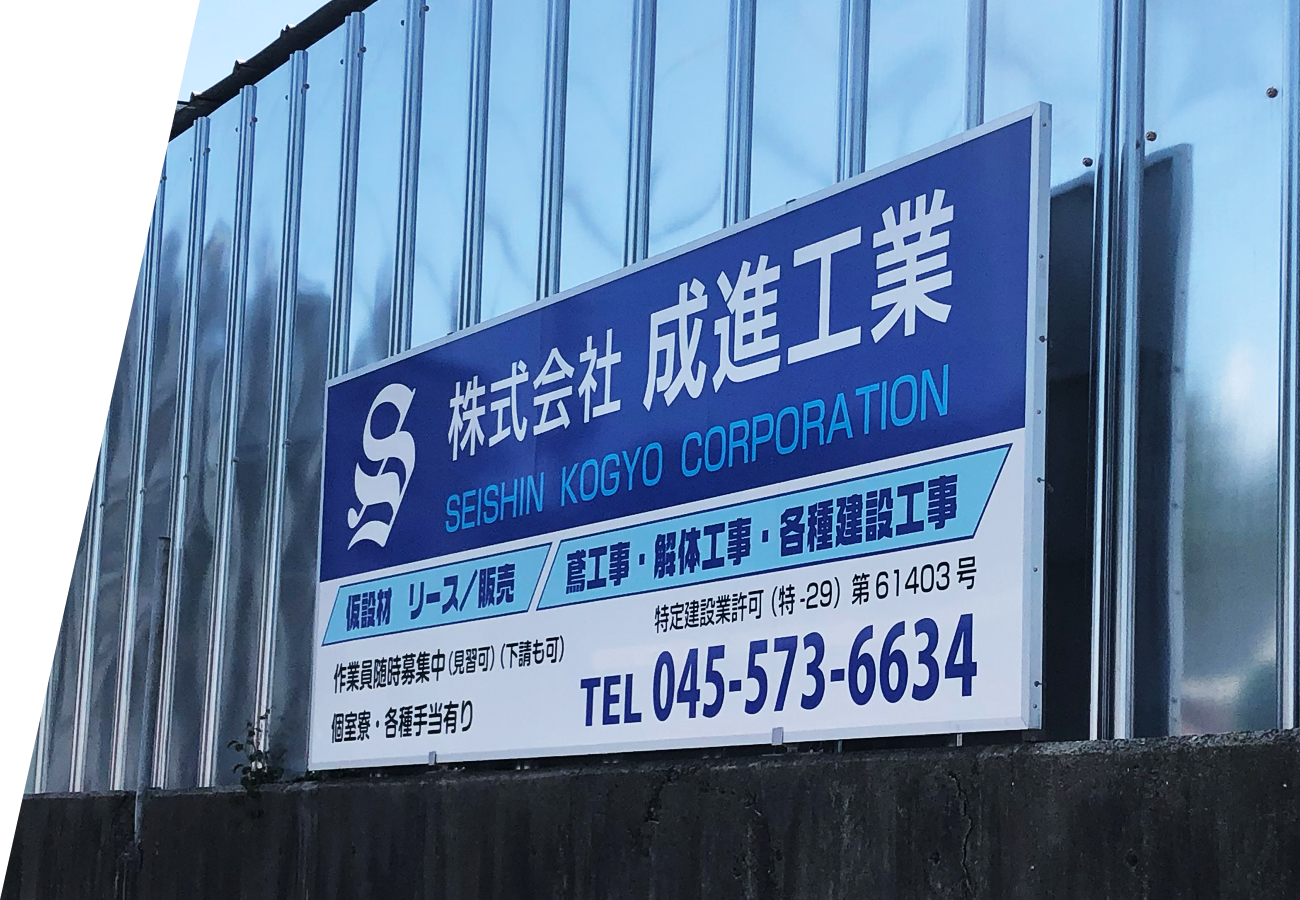 S 株式会社 成進工業
SEISHIN KOGYO CORPORATION
仮設材 リース/販売 鳶工事・解体工事・各種建設工事
特定建設業許可(特-29)第61403号
作業員随時募集中(見習可)(下請も可)
個室寮・各種手当有り
TEL 045-573-6634